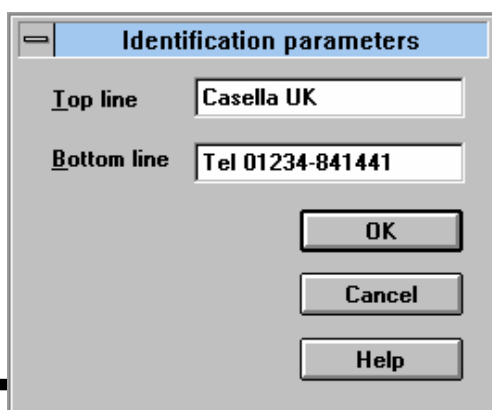 Identification parameters
Top line Casella UK
Bottom line Tel 01234-841441
OK
Cancel
Help